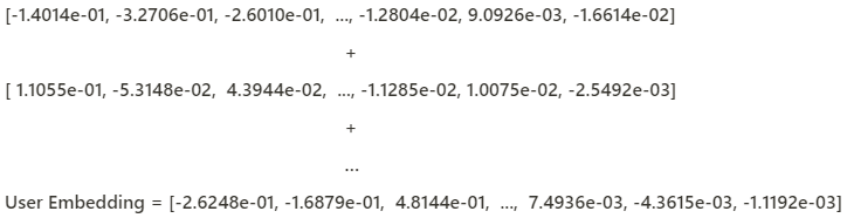 [-1.4014e-01, -3.2706e-01, -2.6010e-01, ..., -1.2804e-02, 9.0926e-03, -1.6614e-02]
+
[ 1.1055e-01, -5.3148e-02, 4.3944e-02, ..., -1.1285e-02, 1.0075e-02, -2.5492e-03]
+
...
User Embedding = [-2.6248e-01, -1.6879e-01, 4.8144e-01, ..., 7.4936e-03, -4.3615e-03, -1.1192e-03]